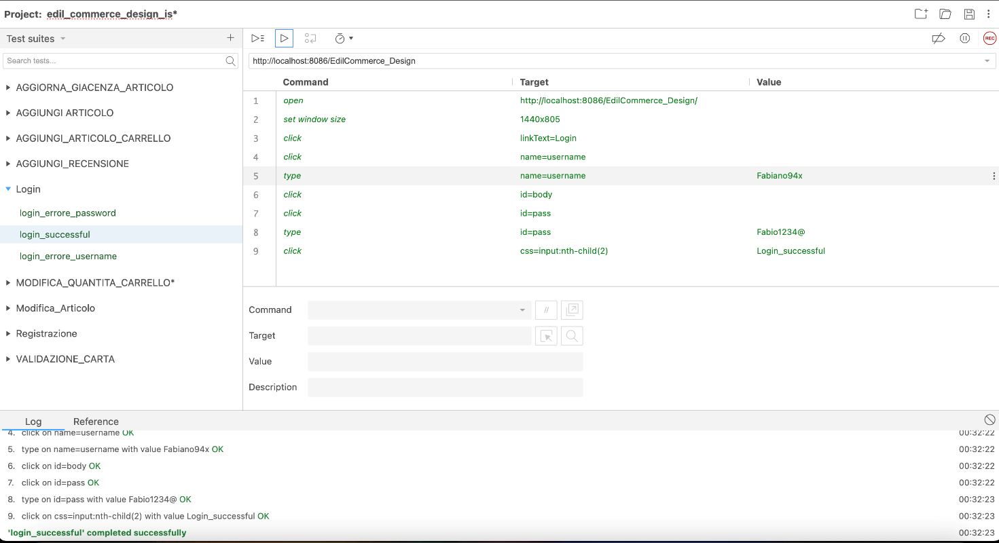 Project: edil_commerce_design_is*
Test suites
Search tests...
AGGIORNA_GIACENZA_ARTICOLO
AGGIUNGI ARTICOLO
AGGIUNGI_ARTICOLO_CARRELLO
AGGIUNGI_RECENSIONE
Login
login_errore_password
login_successful
login_errore_username
MODIFICA_QUANTITA_CARRELLO*
Modifica_Articolo
Registrazione
VALIDAZIONE_CARTA
REC
http://localhost:8086/EdilCommerce_Design
Command Target Value
1 open http://localhost:8086/EdilCommerce_Design/
2 set window size 1440x805
3 click linkText=Login
4 click name=username
5 type name=username Fabiano94x
6 click id=body
7 click id=pass
8 type id=pass Fabio1234@
9 click css=input:nth-child(2) Login_successful
Command //
Target
Value
Description
Log Reference
4. click on name=username OK 00:32:22
5. type on name=username with value Fabiano94x OK 00:32:22
6. click on id=body OK 00:32:22
7. click on id=pass OK 00:32:22
8. type on id=pass with value Fabio1234@ OK 00:32:23
9. click on css=input:nth-child(2) with value Login_successful OK 00:32:23
'login_successful' completed successfully 00:32:23